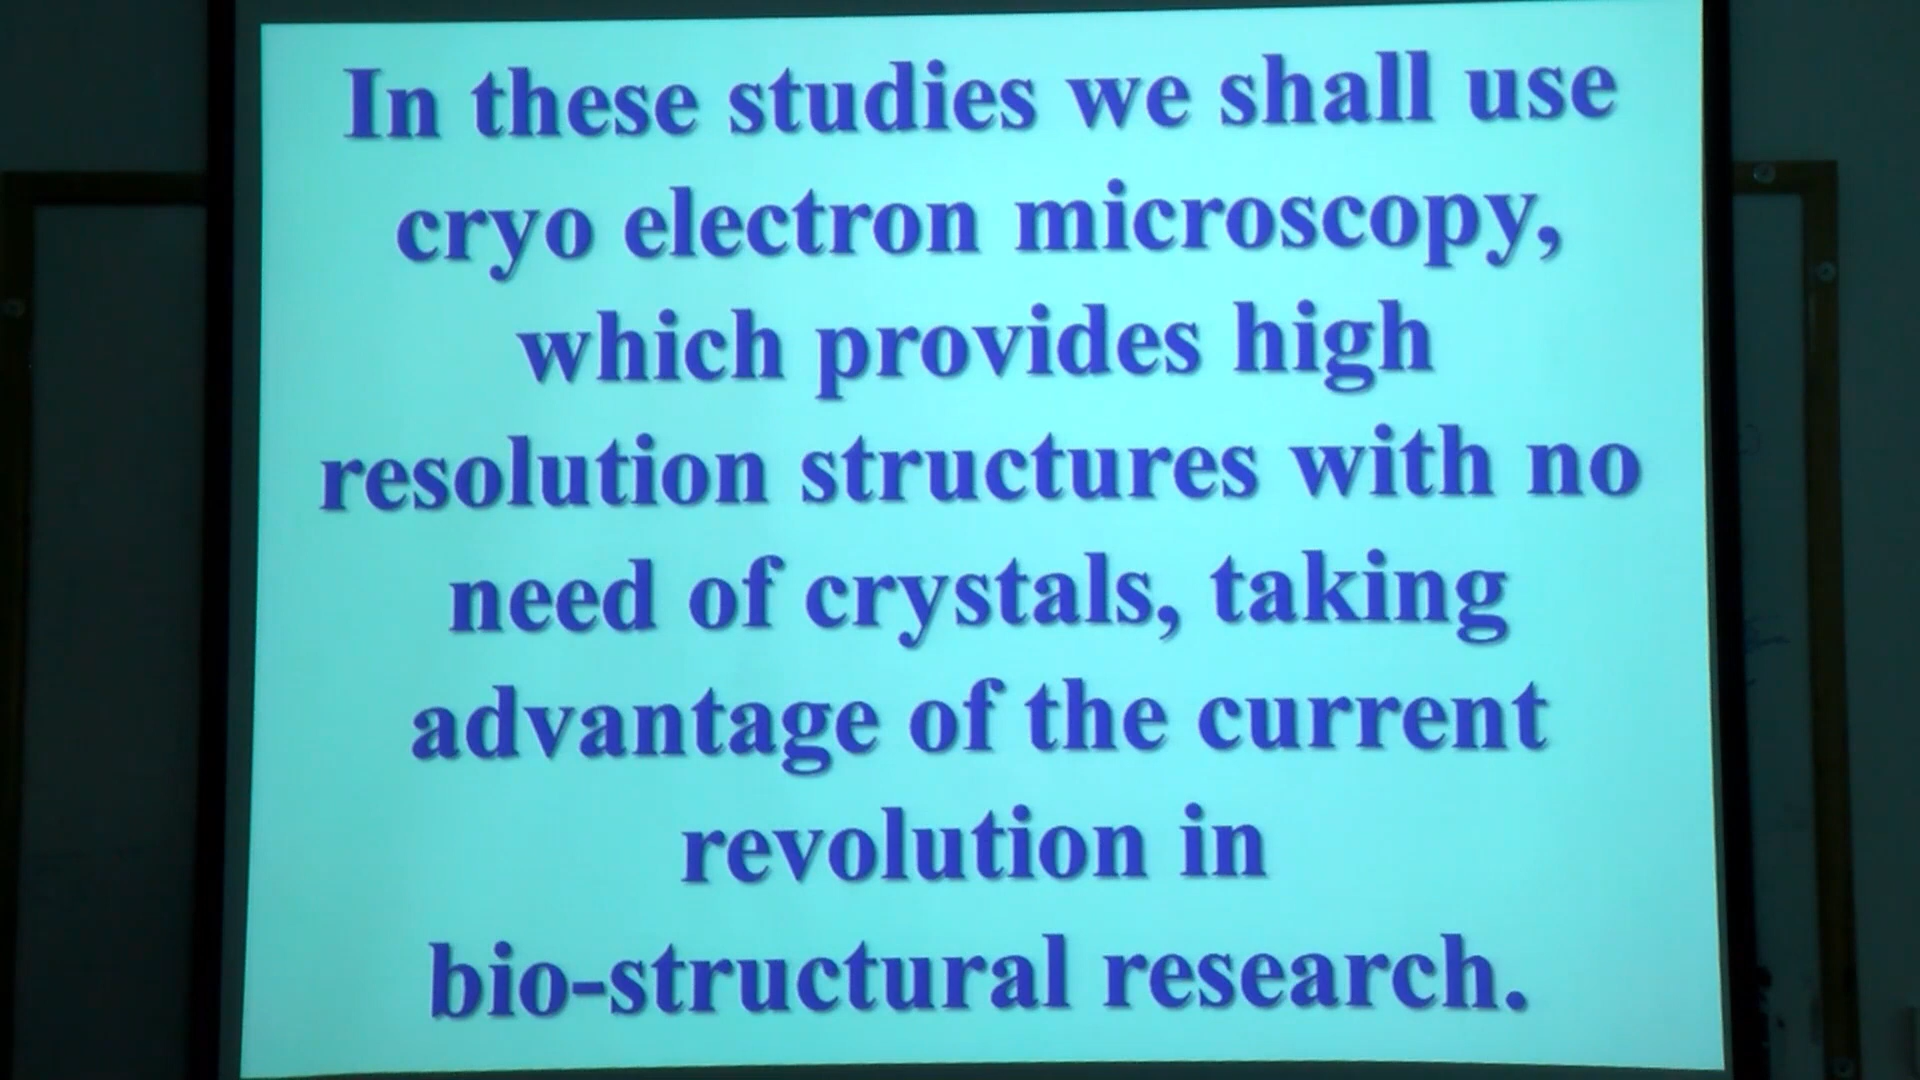 In these studies we shall use
cryo electron microscopy,
which provides high
resolution structures with no
need of crystals, taking
advantage of the current
revolution in
bio-structural research.